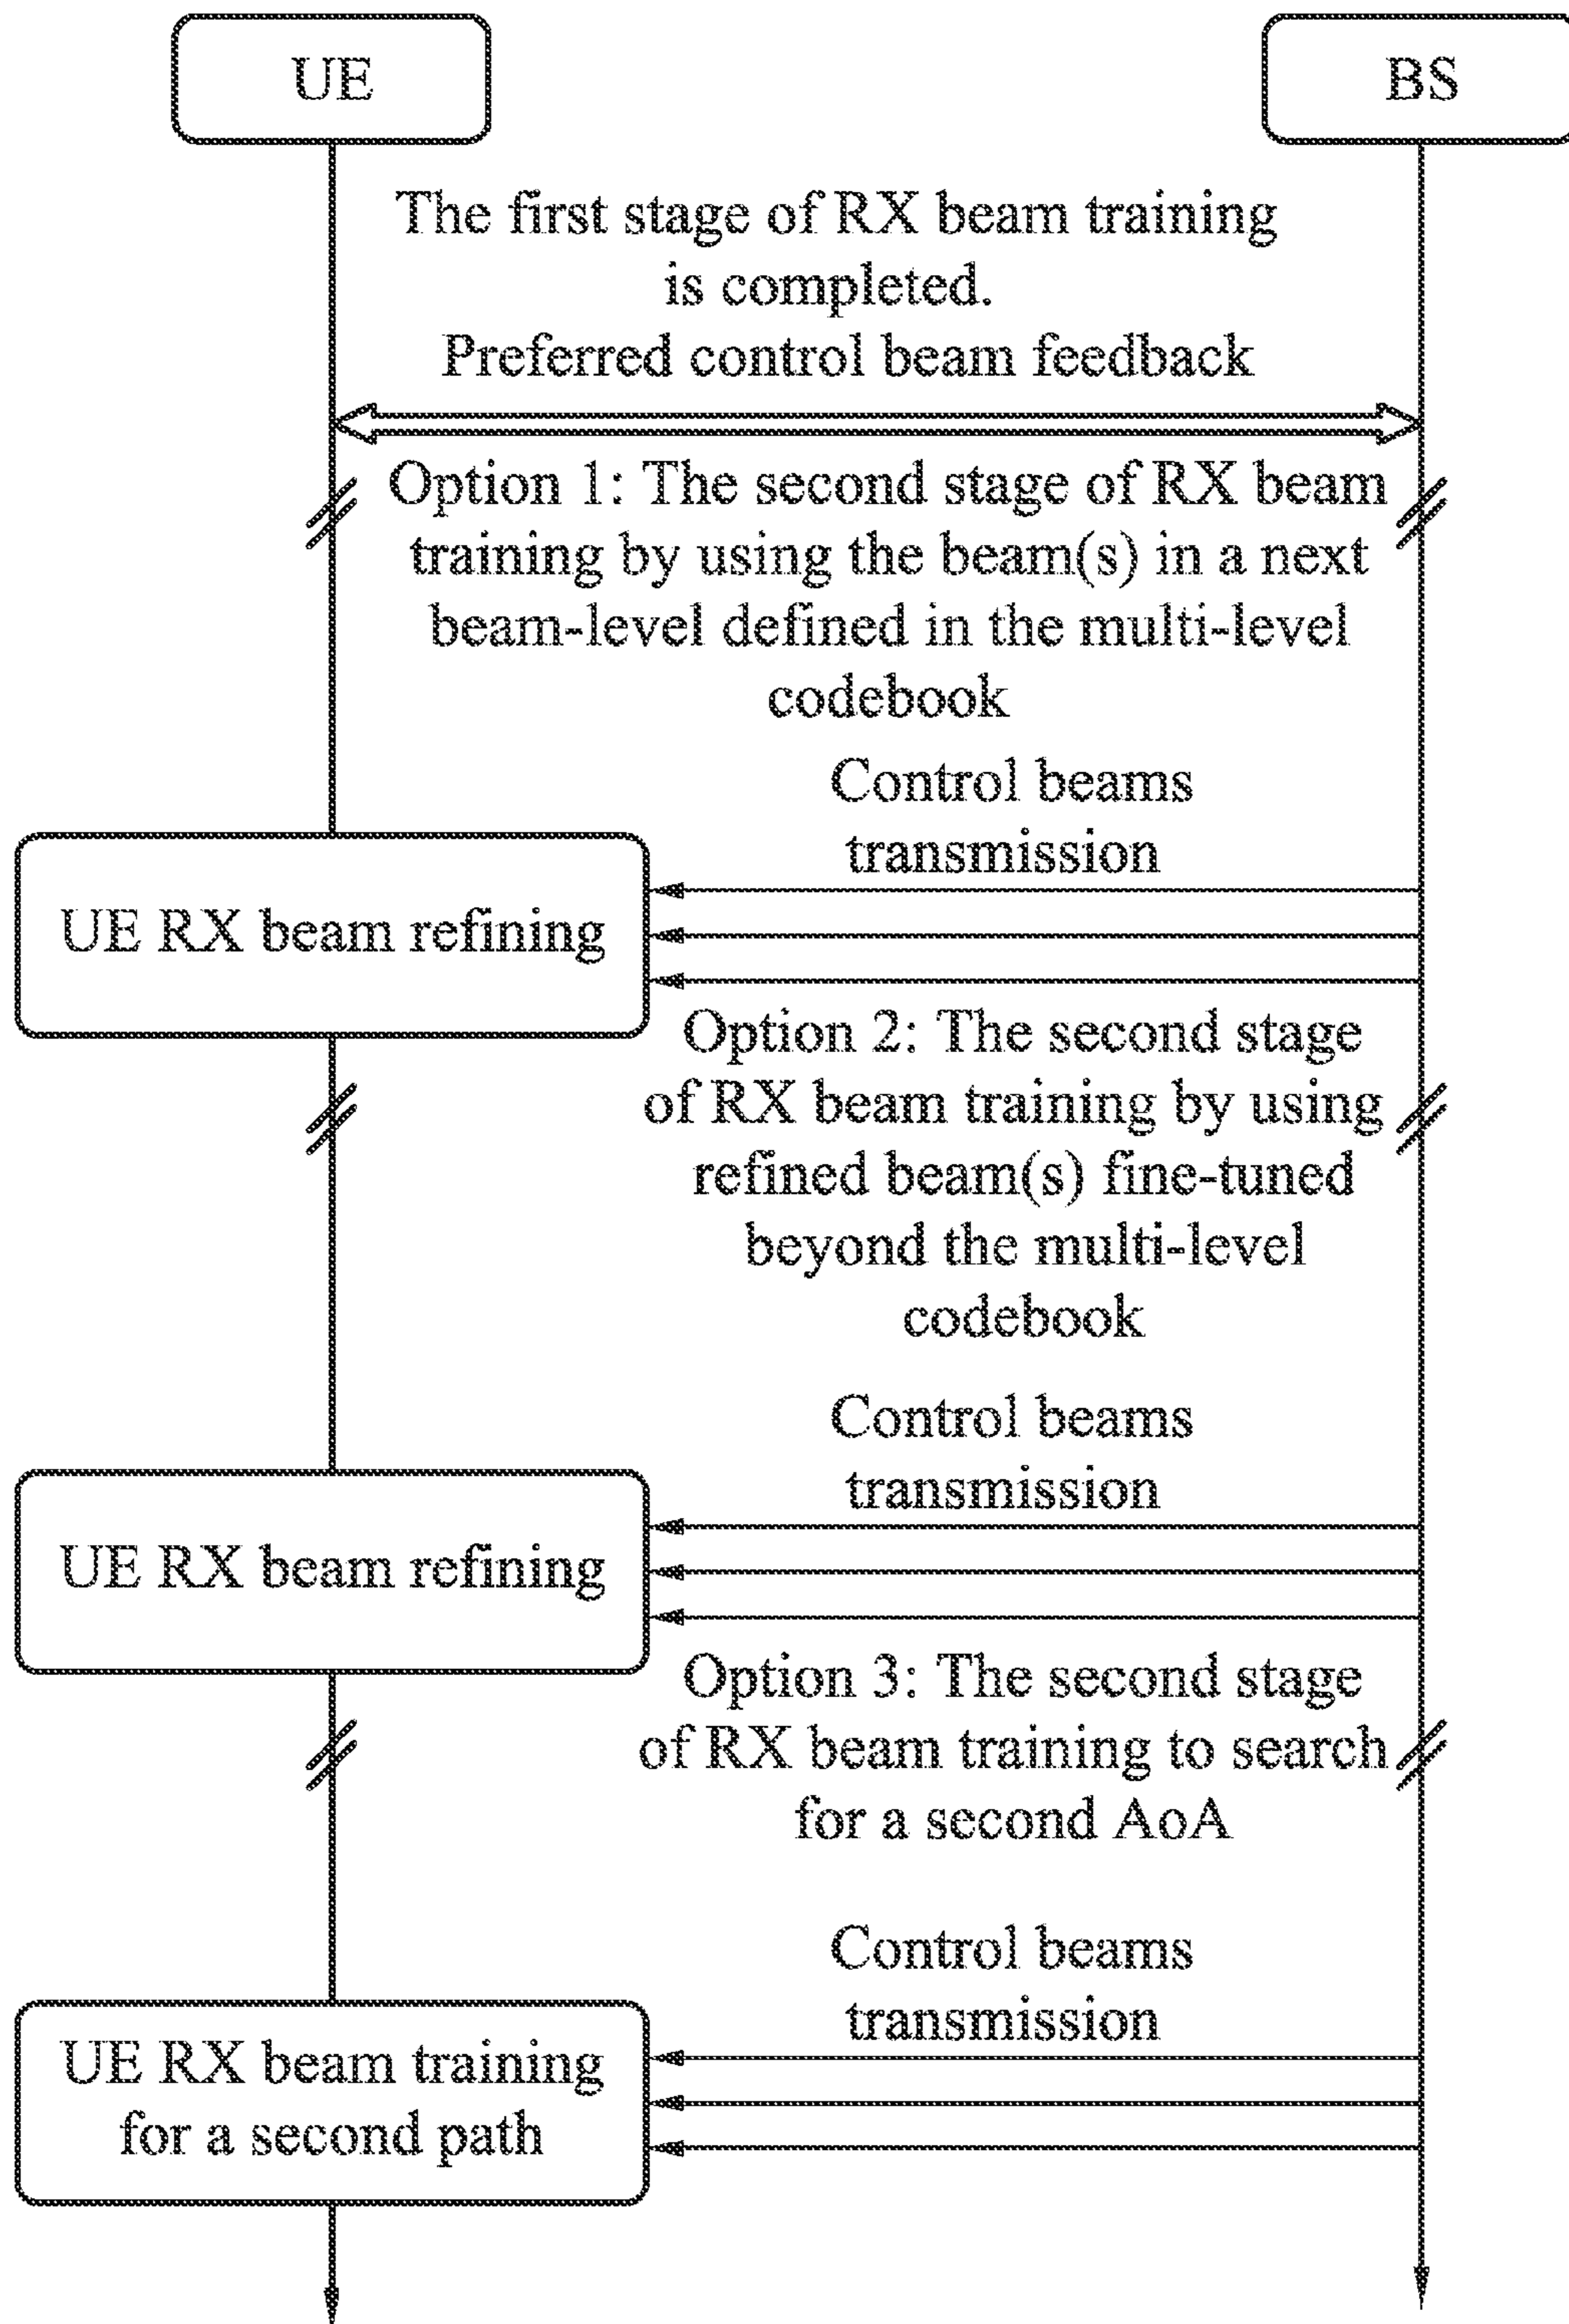 UE
BS
The first stage of RX beam training
is completed.
Preferred control beam feedback
Option 1: The second stage of RX beam
training by using the beam(s) in a next
beam-level defined in the multi-level
codebook
Control beams
transmission
UE RX beam refining
Option 2: The second stage
of RX beam training by using
refined beam(s) fine-tuned
beyond the multi-level
codebook
Control beams
transmission
UE RX beam refining
Option 3: The second stage
of RX beam training to search
for a second AoA
Control beams
transmission
UE RX beam training
for a second path